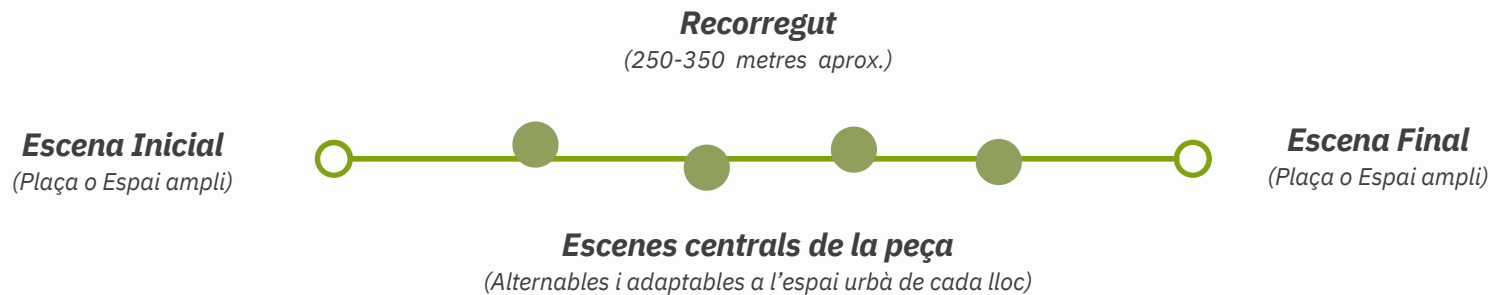 Recorregut
(250-350 metres aprox.)
Escena Inicial
(Plaça o Espai ampli)
Escena Final
(Plaça o Espai ampli)
Escenes centrals de la peça
(Alternables i adaptables a l’espai urbà de cada lloc)